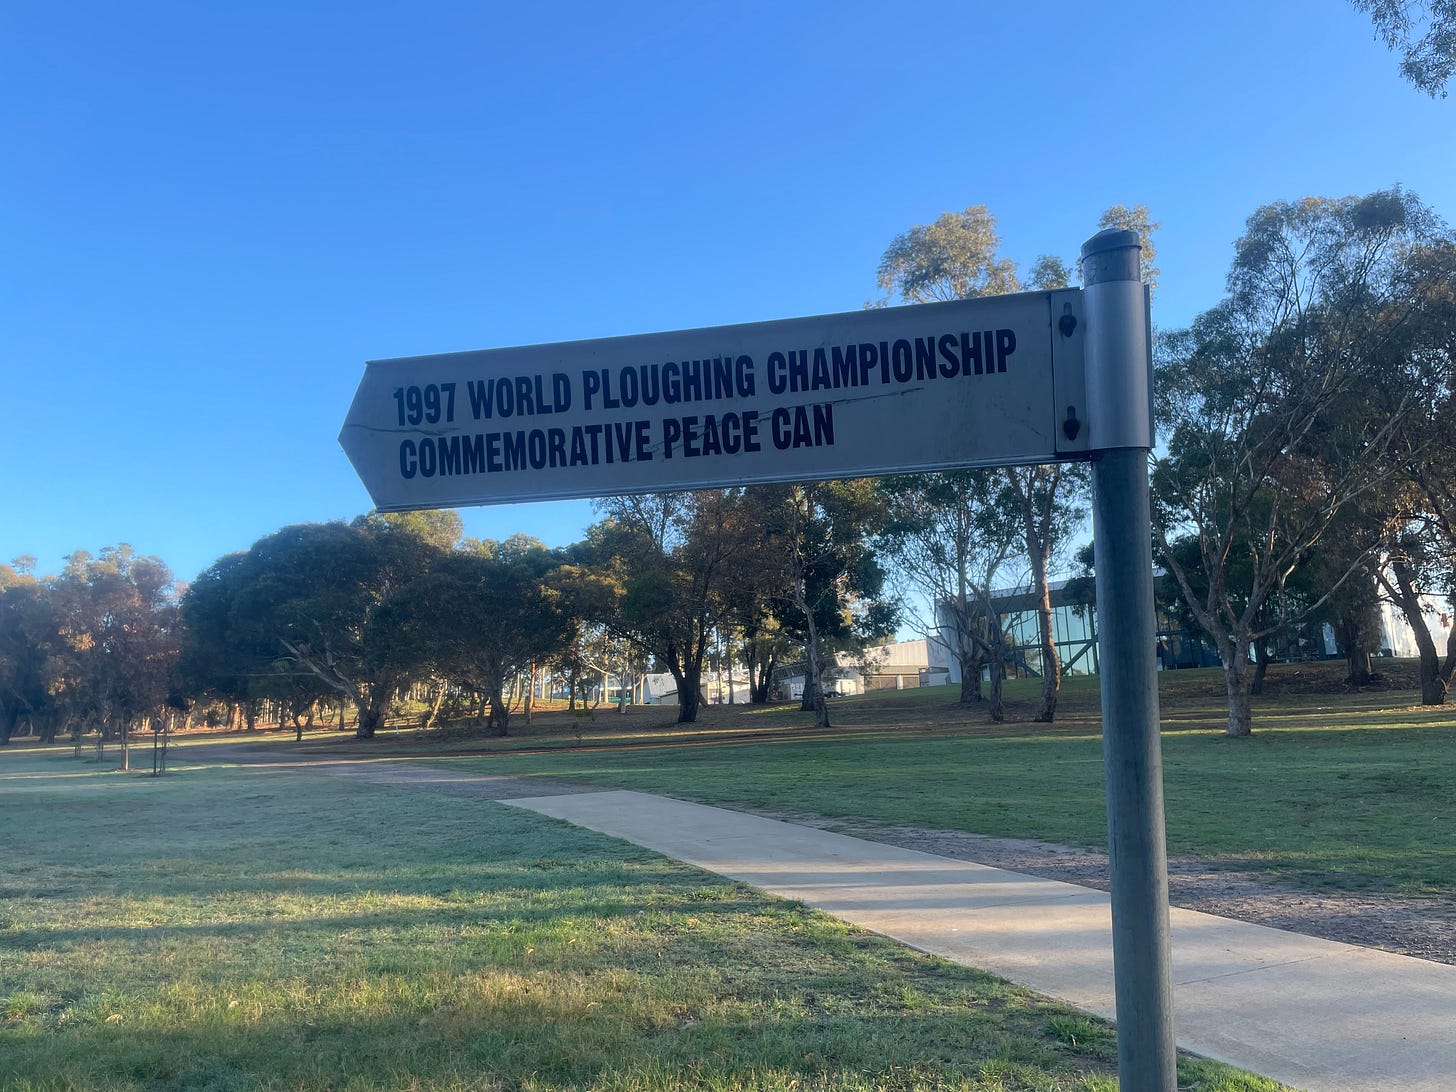 1997 WORLD PLOUGHING CHAMPIONSHIP
COMMEMORATIVE PEACE CAN